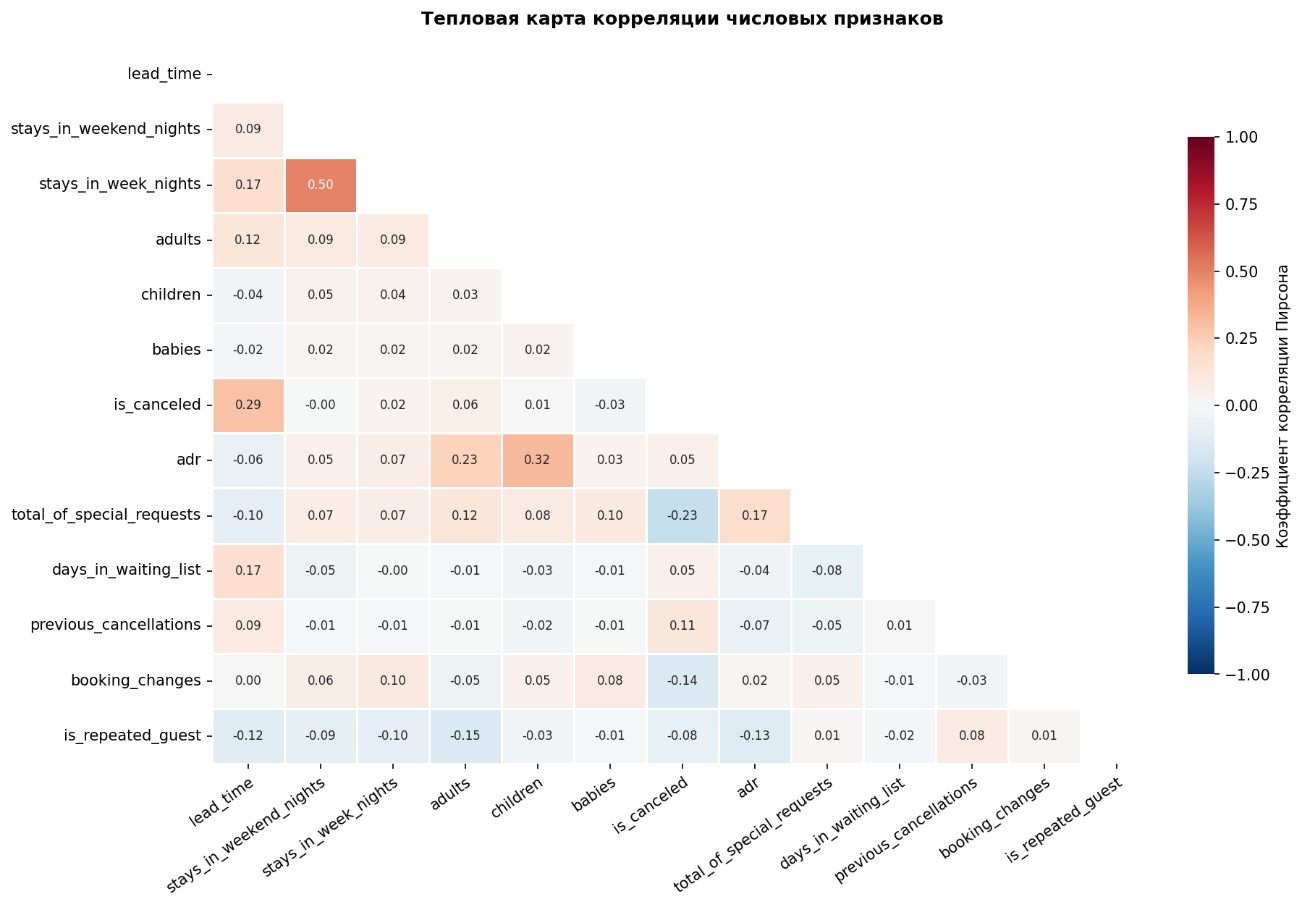 Тепловая карта корреляции числовых признаков
lead_time
stays_in_weekend_nights 0.09
stays_in_week_nights 0.17 0.50
adults 0.12 0.09 0.09
children -0.04 0.05 0.04 0.03
babies -0.02 0.02 0.02 0.02 0.02
is_canceled 0.29 -0.00 0.02 0.06 0.01 -0.03
adr -0.06 0.05 0.07 0.23 0.32 0.03 0.05
total_of_special_requests -0.10 0.07 0.07 0.12 0.08 0.10 -0.23 0.17
days_in_waiting_list 0.17 -0.05 -0.00 -0.01 -0.03 -0.01 0.05 -0.04 -0.08
previous_cancellations 0.09 -0.01 -0.01 -0.01 -0.02 -0.01 0.11 -0.07 -0.05 0.01
booking_changes 0.00 0.06 0.10 -0.05 0.05 0.08 -0.14 0.02 0.05 -0.01 -0.03
is_repeated_guest -0.12 -0.09 -0.10 -0.15 -0.03 -0.01 -0.08 -0.13 0.01 -0.02 0.08 0.01
lead_time
stays_in_weekend_nights
stays_in_week_nights
adults
children
babies
is_canceled
adr
total_of_special_requests
days_in_waiting_list
previous_cancellations
booking_changes
is_repeated_guest
1.00
0.75
0.50
0.25
0.00
−0.25
−0.50
−0.75
−1.00
Коэффициент корреляции Пирсона